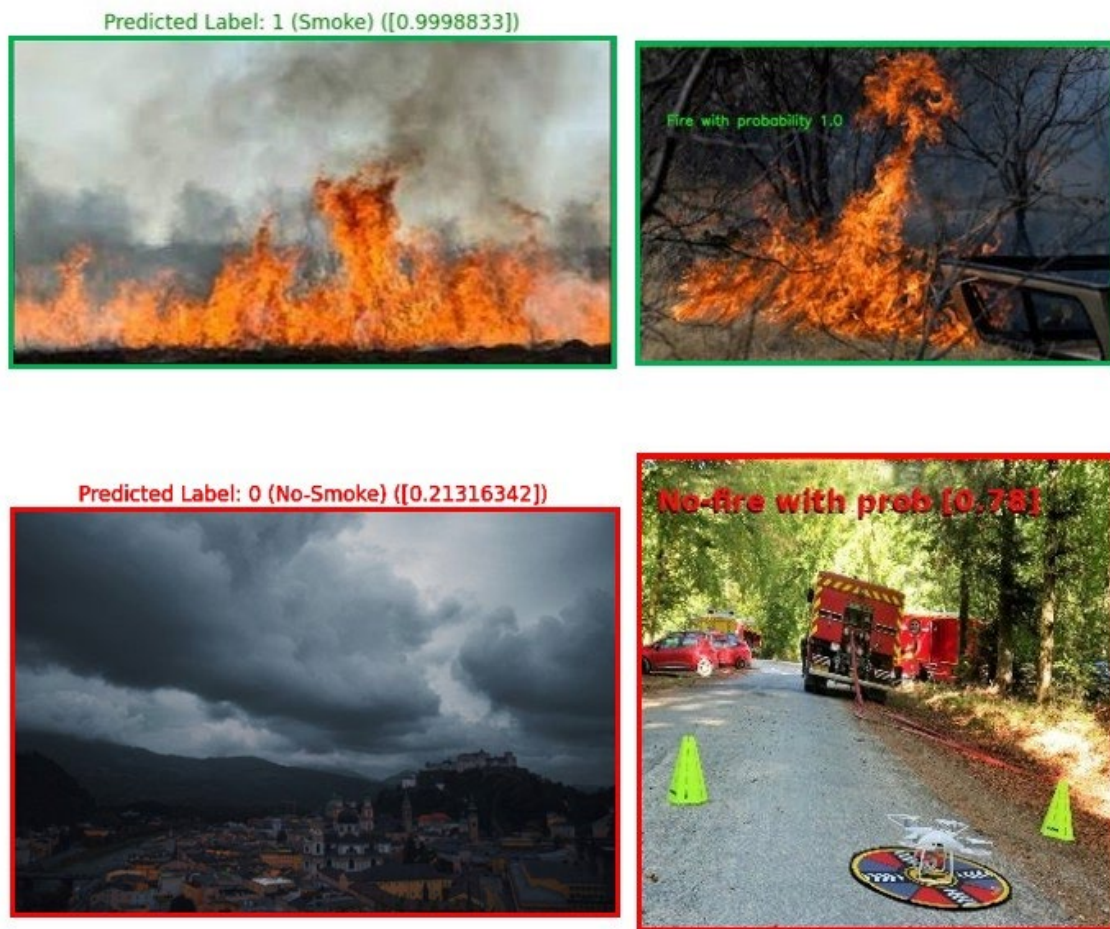 Predicted Label: 1 (Smoke) ([0.9998833])
Fire with probability 1.0
Predicted Label: 0 (No-Smoke) ([0.21316342])
No-fire with prob [0.78]